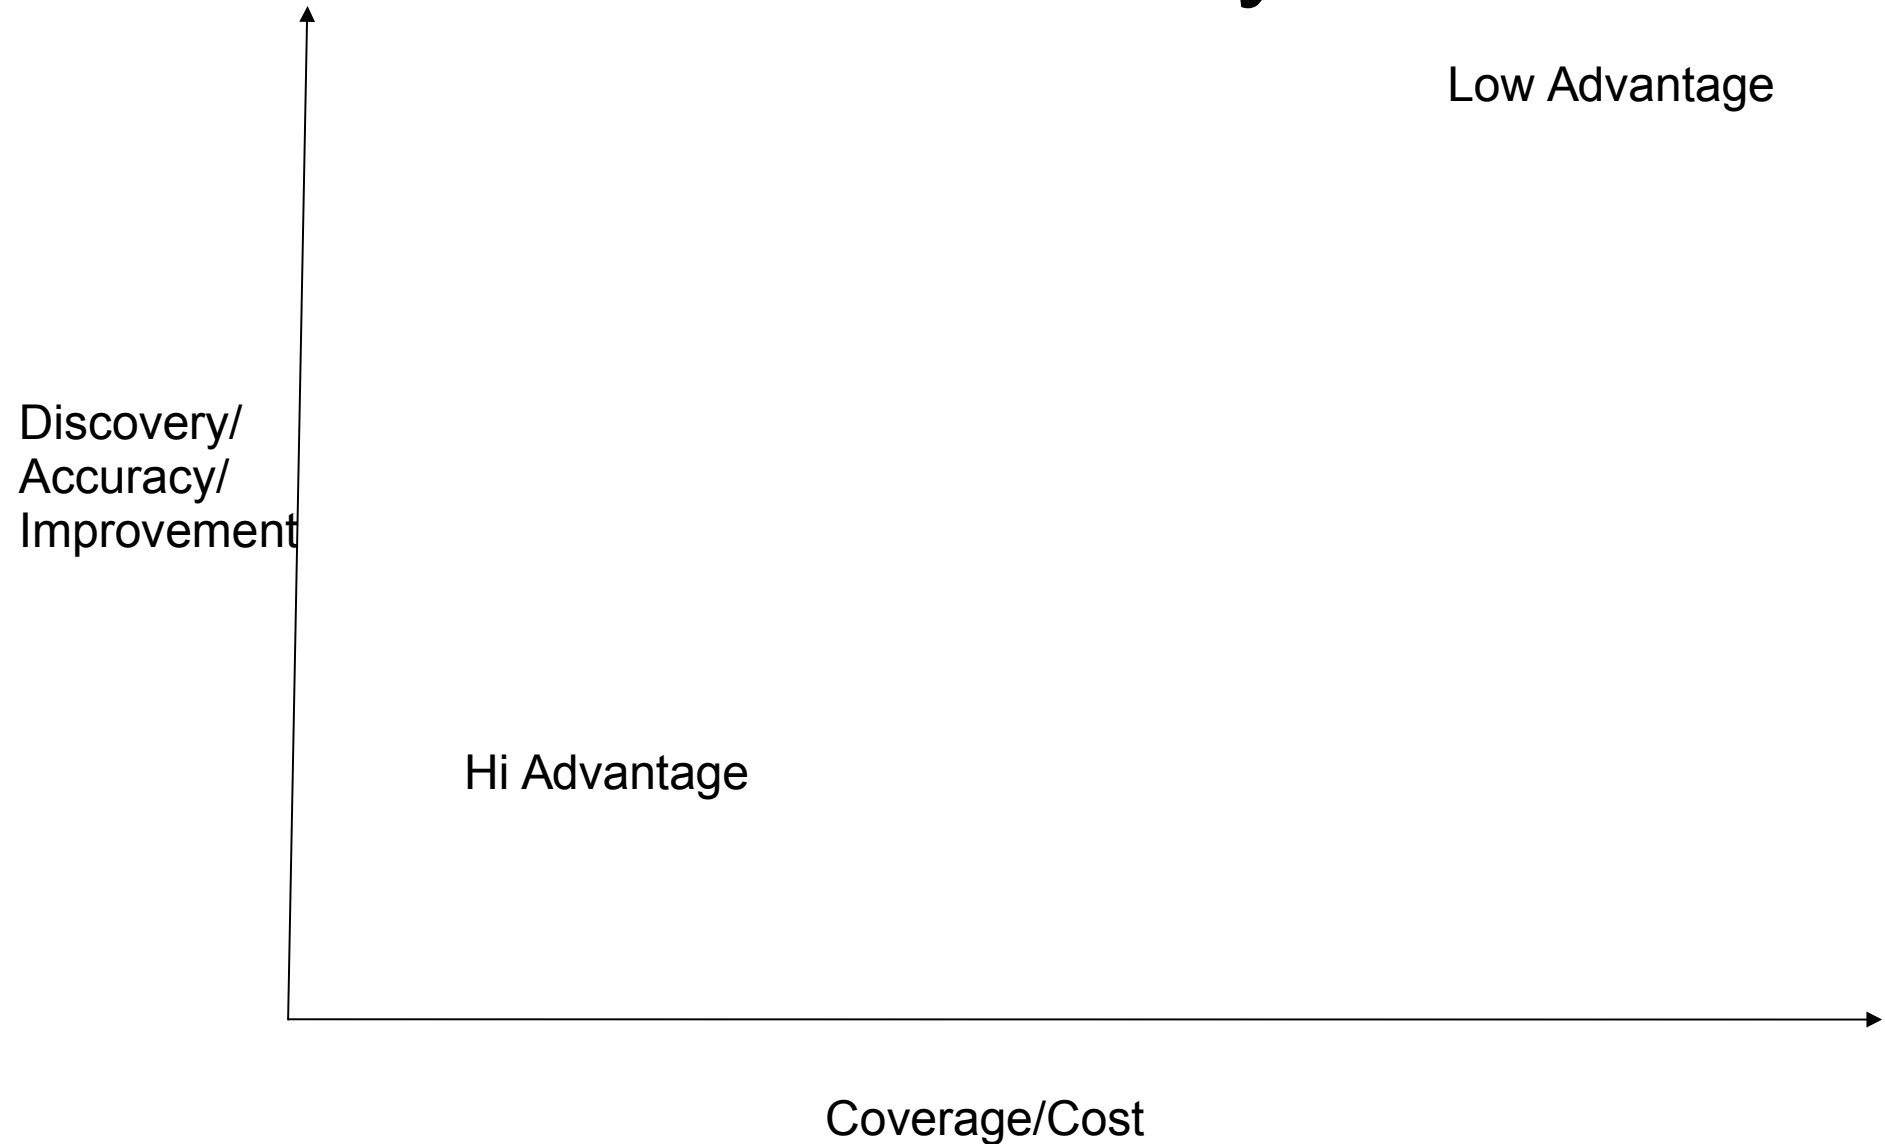 Low Advantage
Discovery/
Accuracy/
Improvement
Hi Advantage
Coverage/Cost